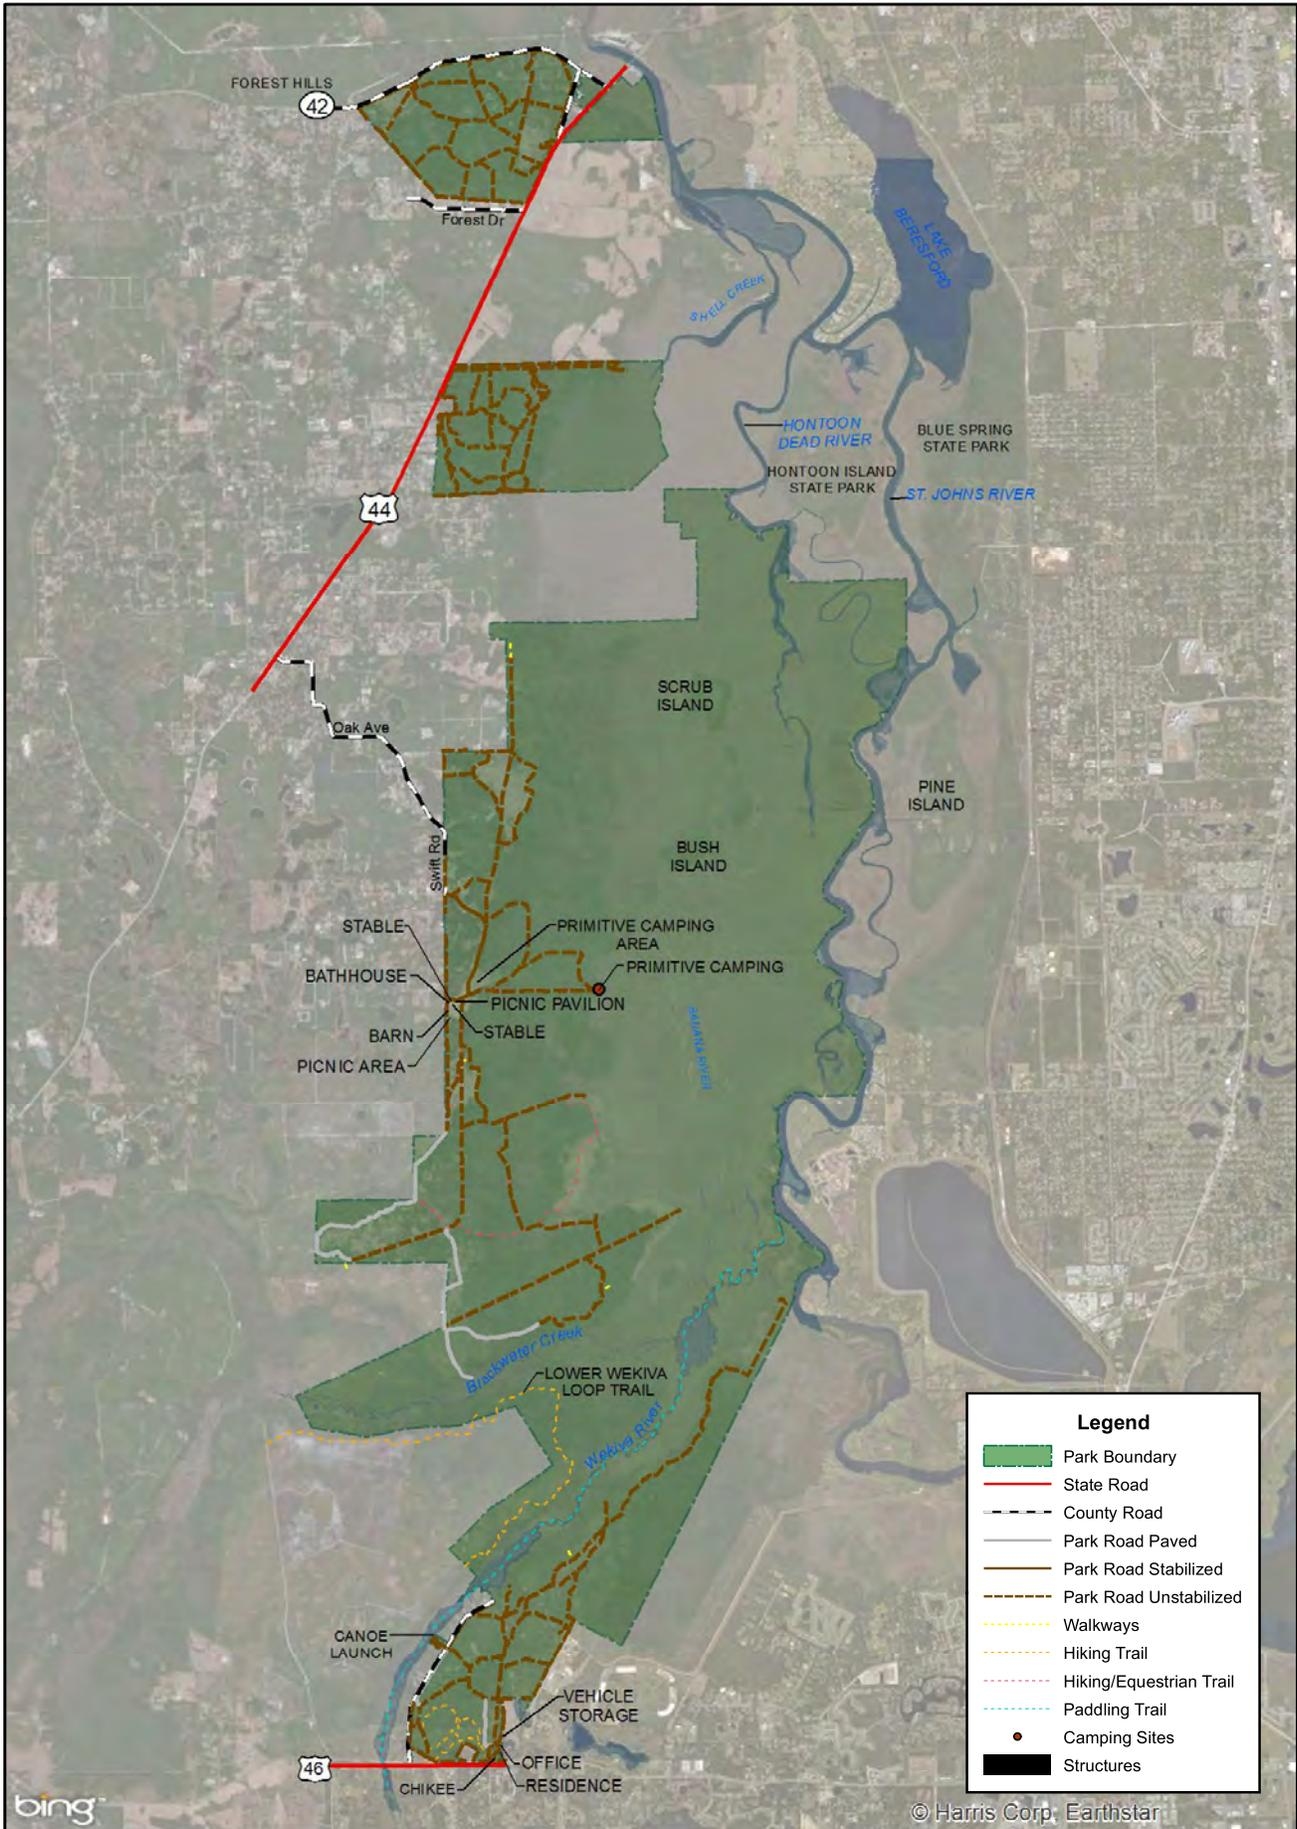 FOREST HILLS
42
Forest Dr
LAKE
BERESFORD
SHELL CREEK
HONTOON
DEAD RIVER
BLUE SPRING
STATE PARK
HONTOON ISLAND
STATE PARK
ST. JOHNS RIVER
44
SCRUB
ISLAND
Oak Ave
PINE
ISLAND
BUSH
ISLAND
Swift Rd
STABLE
PRIMITIVE CAMPING
AREA
BATHHOUSE
PRIMITIVE CAMPING
PICNIC PAVILION
BARN
STABLE
PICNIC AREA
BANANA RIVER
Blackwater Creek
LOWER WEKIVA
LOOP TRAIL
Wekiva River
CANOE
LAUNCH
VEHICLE
STORAGE
OFFICE
46
RESIDENCE
CHIKEE
Legend
Park Boundary
State Road
County Road
Park Road Paved
Park Road Stabilized
Park Road Unstabilized
Walkways
Hiking Trail
Hiking/Equestrian Trail
Paddling Trail
Camping Sites
Structures
bing™
© Harris Corp, Earthstar